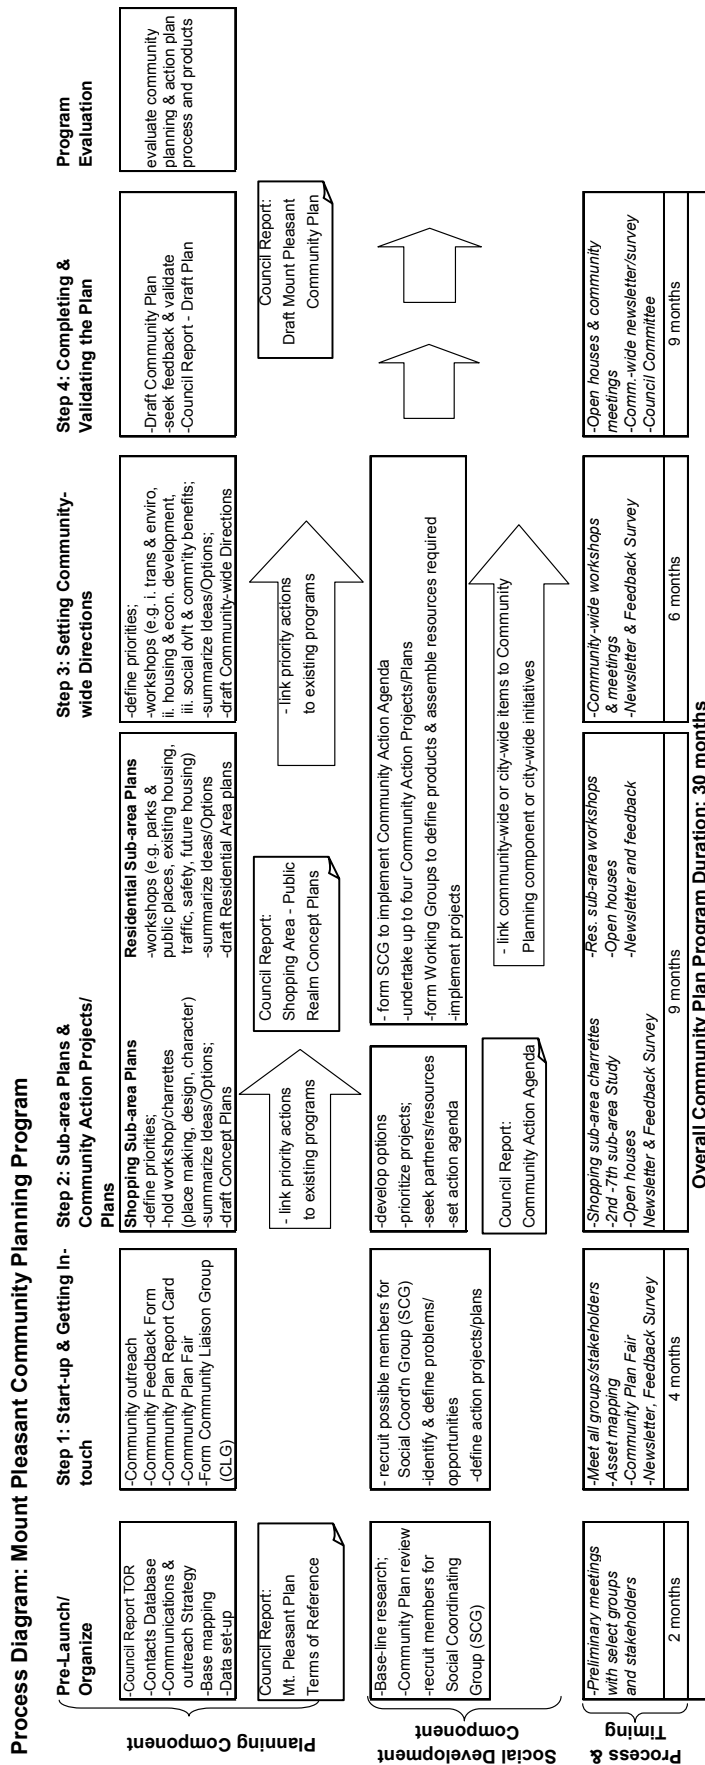 Process Diagram: Mount Pleasant Community Planning Program
Pre-Launch/
Organize
Step 1: Start-up & Getting In-
touch
Step 2: Sub-area Plans &
Community Action Projects/
Plans
Step 3: Setting Community-
wide Directions
Step 4: Completing &
Validating the Plan
Program
Evaluation
Planning Component
-Council Report TOR
-Contacts Database
-Communications &
outreach Strategy
-Base mapping
-Data set-up
-Community outreach
-Community Feedback Form
-Community Plan Report Card
-Community Plan Fair
-Form Community Liaison Group
(CLG)
Shopping Sub-area Plans
-define priorities;
-hold workshop/charrettes
(place making, design, character)
-summarize Ideas/Options;
-draft Concept Plans
Residential Sub-area Plans
-workshops (e.g. parks &
public places, existing housing,
traffic, safety, future housing)
-summarize Ideas/Options
-draft Residential Area plans
-define priorities;
-workshops (e.g. i. trans & enviro,
ii. housing & econ. development,
iii. social dvl't & comm'ity benefits;
-summarize Ideas/Options;
-draft Community-wide Directions
-Draft Community Plan
-seek feedback & validate
-Council Report - Draft Plan
evaluate community
planning & action plan
process and products
Council Report:
Mt. Pleasant Plan
Terms of Reference
- link priority actions
to existing programs
Council Report:
Shopping Area - Public
Realm Concept Plans
- link priority actions
to existing programs
Council Report:
Draft Mount Pleasant
Community Plan
Social Development
Component
-Base-line research;
-Community Plan review
-recruit members for
Social Coordinating
Group (SCG)
- recruit possible members for
Social Coord'n Group (SCG)
-identify & define problems/
opportunities
-define action projects/plans
-develop options
-prioritize projects;
-seek partners/resources
-set action agenda
- form SCG to implement Community Action Agenda
-undertake up to four Community Action Projects/Plans
-form Working Groups to define products & assemble resources required
-implement projects
Council Report:
Community Action Agenda
- link community-wide or city-wide items to Community
Planning component or city-wide initiatives
Process &
Timing
-Preliminary meetings
with select groups
and stakeholders
2 months
-Meet all groups/stakeholders
-Asset mapping
-Community Plan Fair
-Newsletter, Feedback Survey
4 months
-Shopping sub-area charrettes
-2nd -7th sub-area Study
-Open houses
Newsletter & Feedback Survey
-Res. sub-area workshops
-Open houses
-Newsletter and feedback
9 months
-Community-wide workshops
& meetings
-Newsletter & Feedback Survey
6 months
-Open houses & community
meetings
-Comm.-wide newsletter/survey
-Council Committee
9 months
Overall Community Plan Program Duration: 30 months